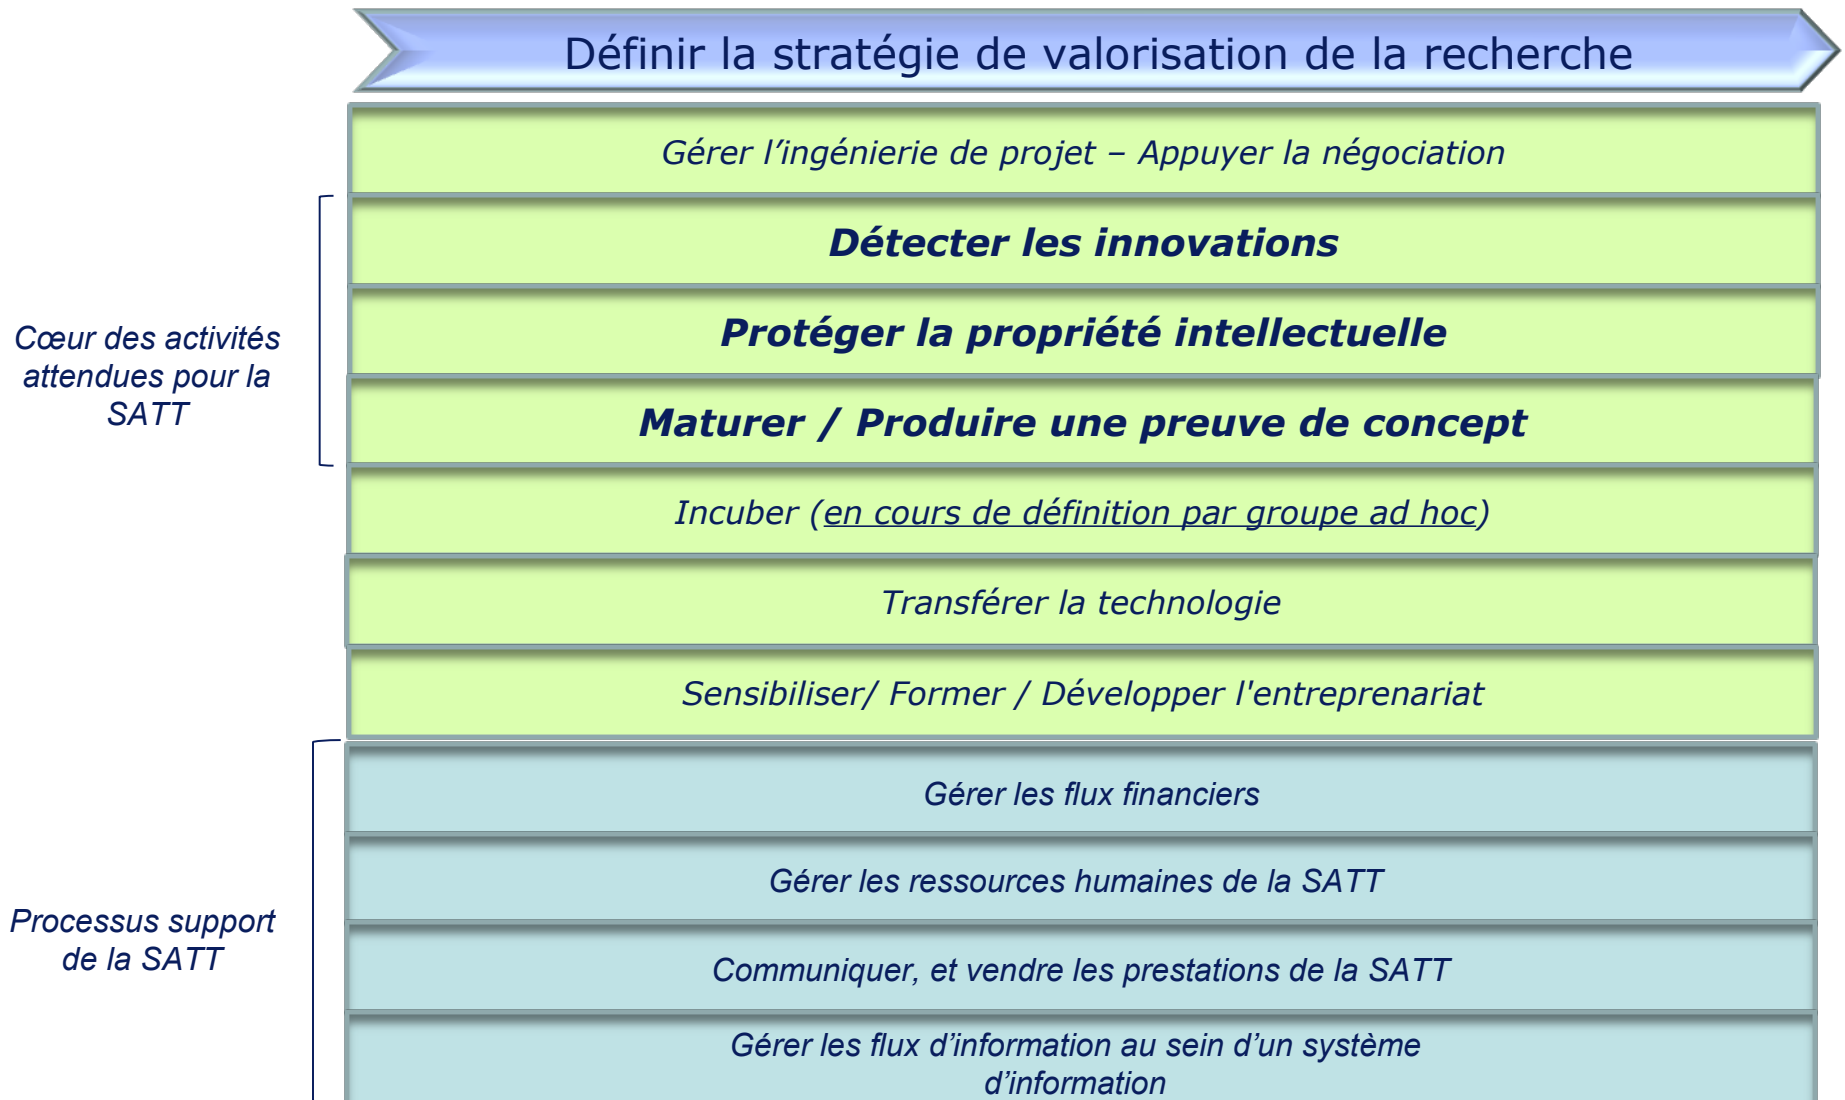 Définir la stratégie de valorisation de la recherche
Gérer l’ingénierie de projet – Appuyer la négociation
Détecter les innovations
Protéger la propriété intellectuelle
Maturer / Produire une preuve de concept
Cœur des activités
attendues pour la
SATT
Incuber (en cours de définition par groupe ad hoc)
Transférer la technologie
Sensibiliser/ Former / Développer l'entreprenariat
Gérer les flux financiers
Gérer les ressources humaines de la SATT
Communiquer, et vendre les prestations de la SATT
Gérer les flux d’information au sein d’un système
d’information
Processus support
de la SATT